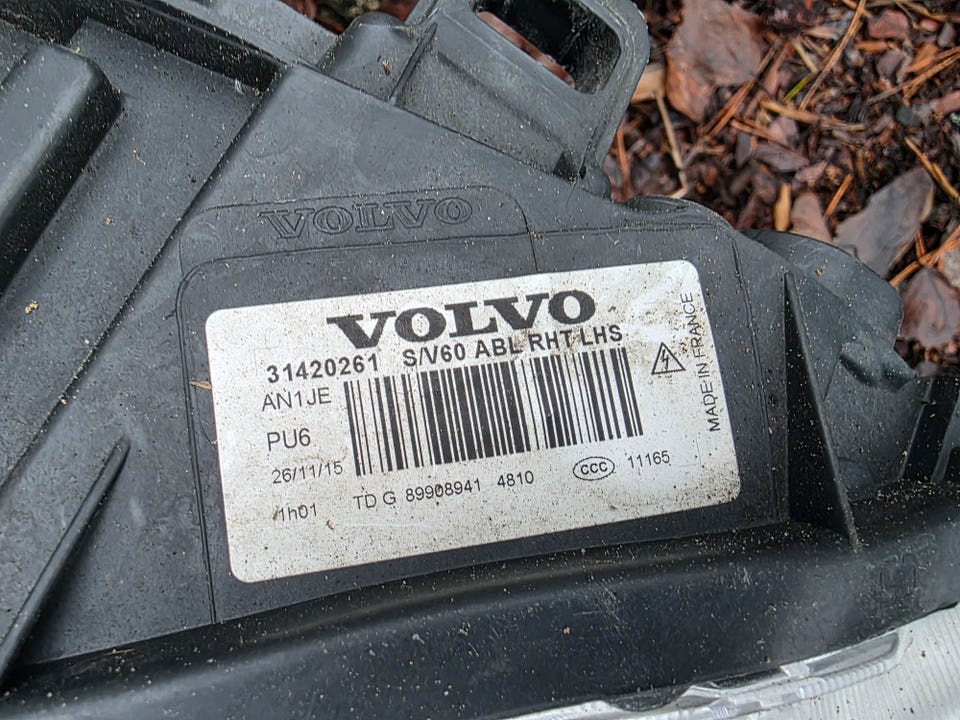 VOLVO
VOLVO
31420261 S/V60 ABL RHT LHS
AN1JE
PU6
26/11/15
1h01 TD G 89908941 4810 CCC 11165
MADE IN FRANCE